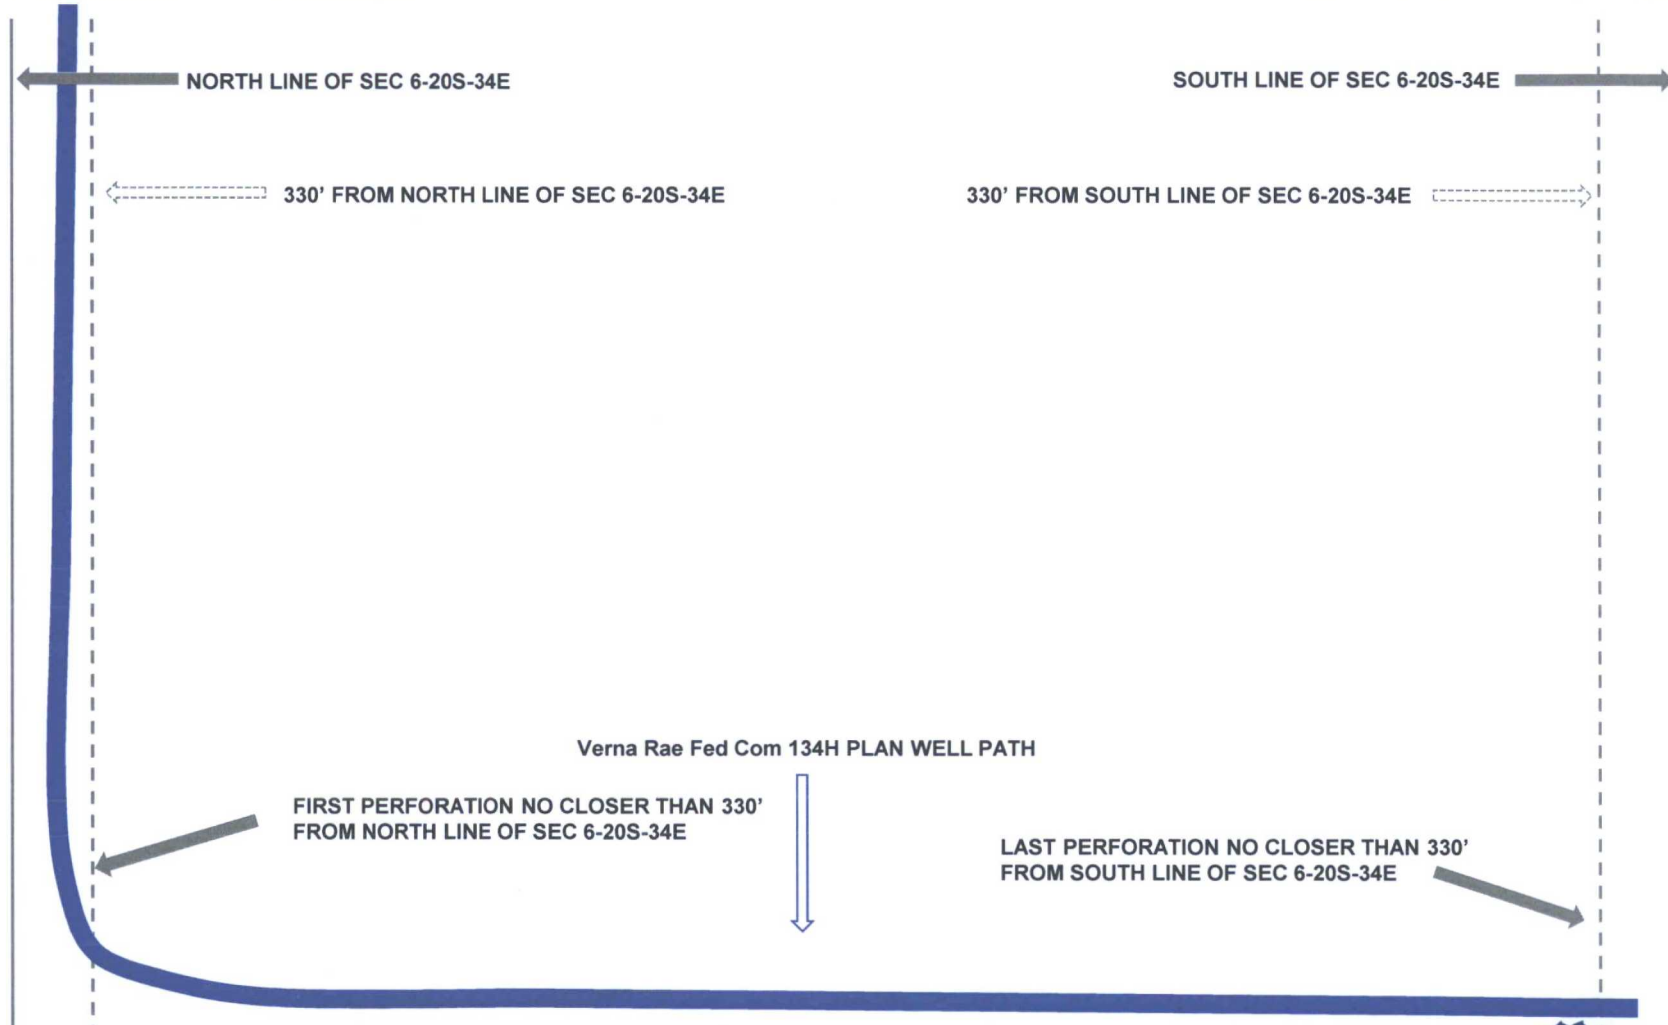 NORTH LINE OF SEC 6-20S-34E
SOUTH LINE OF SEC 6-20S-34E
330' FROM NORTH LINE OF SEC 6-20S-34E
330' FROM SOUTH LINE OF SEC 6-20S-34E
Verna Rae Fed Com 134H PLAN WELL PATH
FIRST PERFORATION NO CLOSER THAN 330'
FROM NORTH LINE OF SEC 6-20S-34E
LAST PERFORATION NO CLOSER THAN 330'
FROM SOUTH LINE OF SEC 6-20S-34E